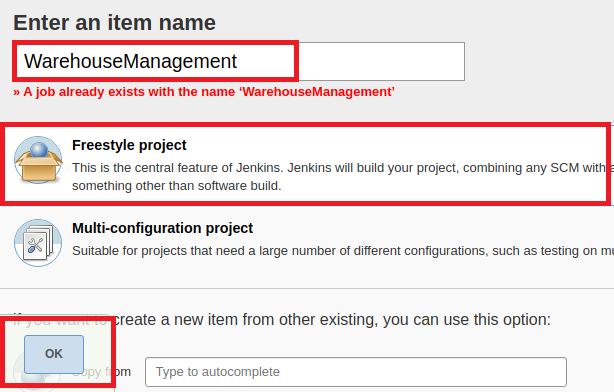 Enter an item name
WarehouseManagement
» A job already exists with the name ‘WarehouseManagement’
Freestyle project
This is the central feature of Jenkins. Jenkins will build your project, combining any SCM with a
something other than software build.
Multi-configuration project
Suitable for projects that need a large number of different configurations, such as testing on mu
if you want to create a new item from other existing, you can use this option:
OK
Copy from
Type to autocomplete